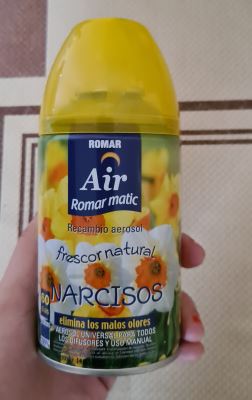 ROMAR
Air
Romar matic
Recambio aerosol
frescor natural
NARCISOS
60
elimina los malos olores
AEROSOL UNIVERSAL PARA TODOS
LOS DIFUSORES Y USO MANUAL